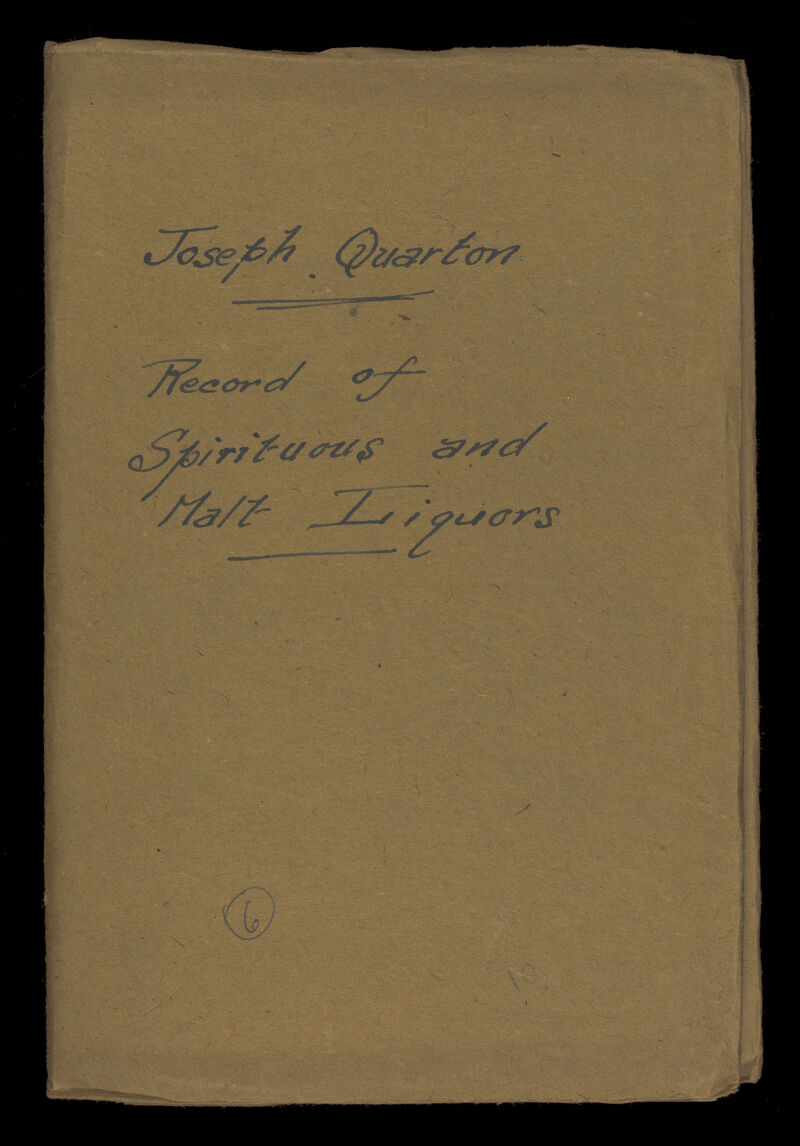 Joseph Quarton
Record of
Spirituous and
Malt Liquors
6